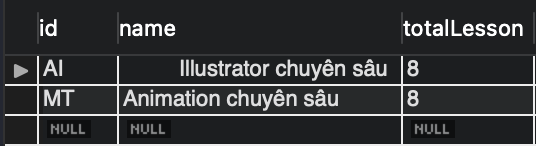 id name totalLesson
AI Illustrator chuyên sâu 8
MT Animation chuyên sâu 8
NULL NULL NULL